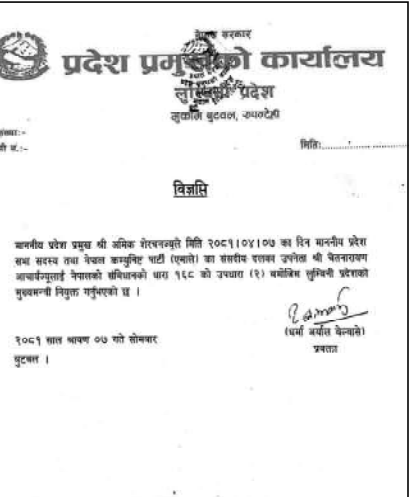 नेपाल सरकार
प्रदेश प्रमुखको कार्यालय
लुम्बिनी प्रदेश
मुकाम बुटवल, रुपन्देही
संख्याः-
मितिः
विज्ञप्ति
माननीय प्रदेश प्रमुख श्री अमिक शेरचनज्यूले मिति २०८१।०४।०७ का दिन माननीय प्रदेश
सभा सदस्य तथा नेपाल कम्युनिष्ट पार्टी (एमाले) का संसदीय दलका उपनेता श्री चेतनारायण
आचार्यज्यूलाई नेपालको संविधानको धारा १६८ को उपधारा (२) बमोजिम लुम्बिनी प्रदेशको
मुख्यमन्त्री नियुक्त गर्नुभएको छ ।
(धर्मा अर्याल वेल्वासे)
प्रवक्ता
२०८१ साल श्रावण ०७ गते सोमबार
बुटवल ।